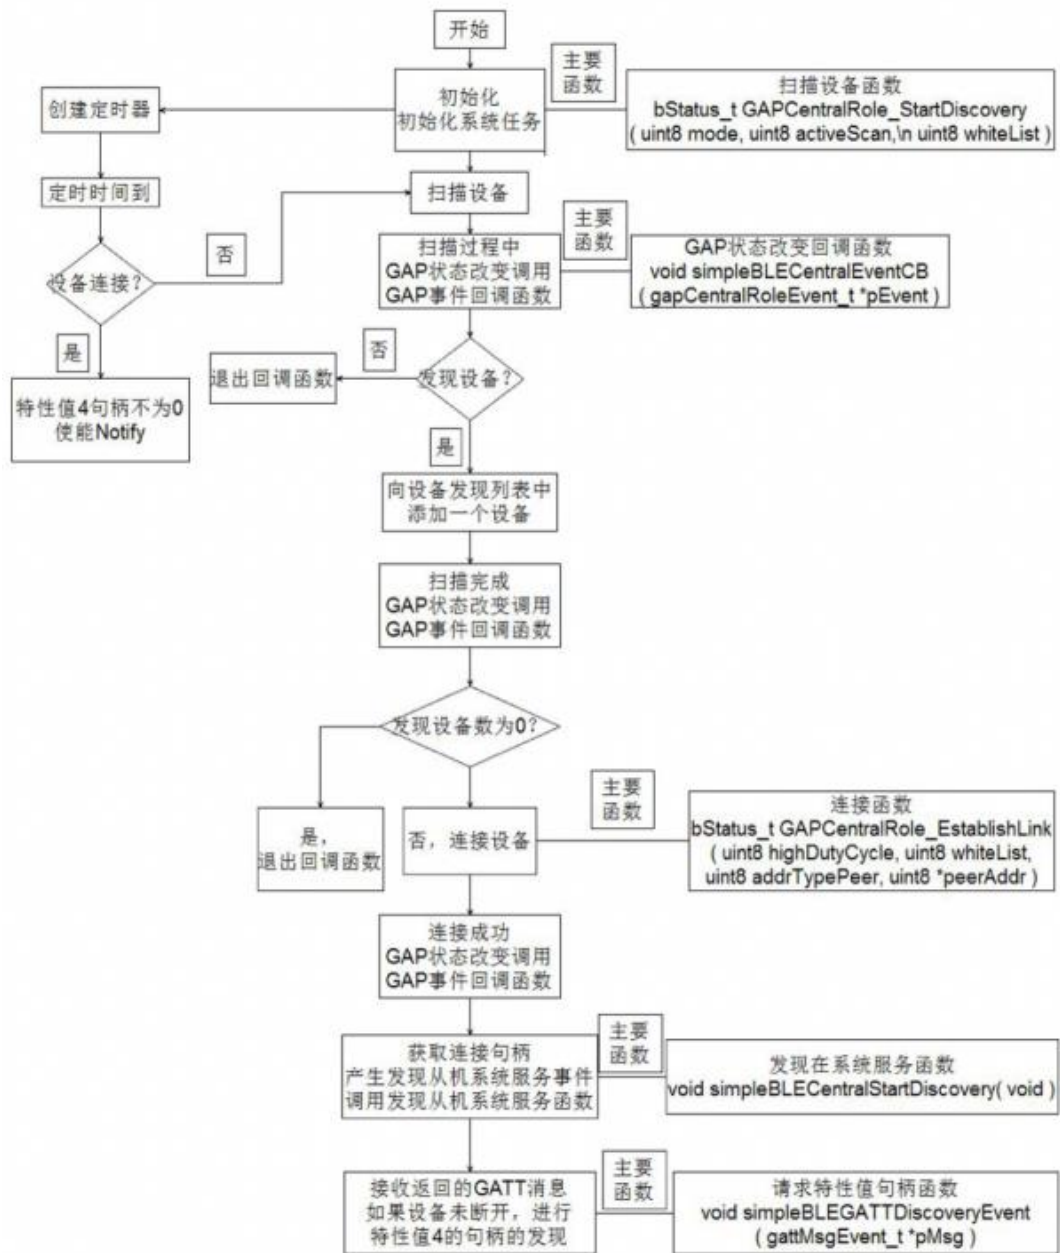 开始
主要
函数
扫描设备函数
bStatus_t GAPCentralRole_StartDiscovery
( uint8 mode, uint8 activeScan,\n uint8 whiteList )
初始化
初始化系统任务
创建定时器
定时时间到
设备连接？
否
是
特性值4句柄不为0
使能Notify
扫描设备
扫描过程中
GAP状态改变调用
GAP事件回调函数
主要
函数
GAP状态改变回调函数
void simpleBLECentralEventCB
( gapCentralRoleEvent_t *pEvent )
发现设备？
否
退出回调函数
是
向设备发现列表中
添加一个设备
扫描完成
GAP状态改变调用
GAP事件回调函数
发现设备数为0？
是，
退出回调函数
否，连接设备
主要
函数
连接函数
bStatus_t GAPCentralRole_EstablishLink
( uint8 highDutyCycle, uint8 whiteList,
uint8 addrTypePeer, uint8 *peerAddr )
连接成功
GAP状态改变调用
GAP事件回调函数
获取连接句柄
产生发现从机系统服务事件
调用发现从机系统服务函数
主要
函数
发现在系统服务函数
void simpleBLECentralStartDiscovery( void )
接收返回的GATT消息
如果设备未断开，进行
特性值4的句柄的发现
主要
函数
请求特性值句柄函数
void simpleBLEGATTDiscoveryEvent
( gattMsgEvent_t *pMsg )